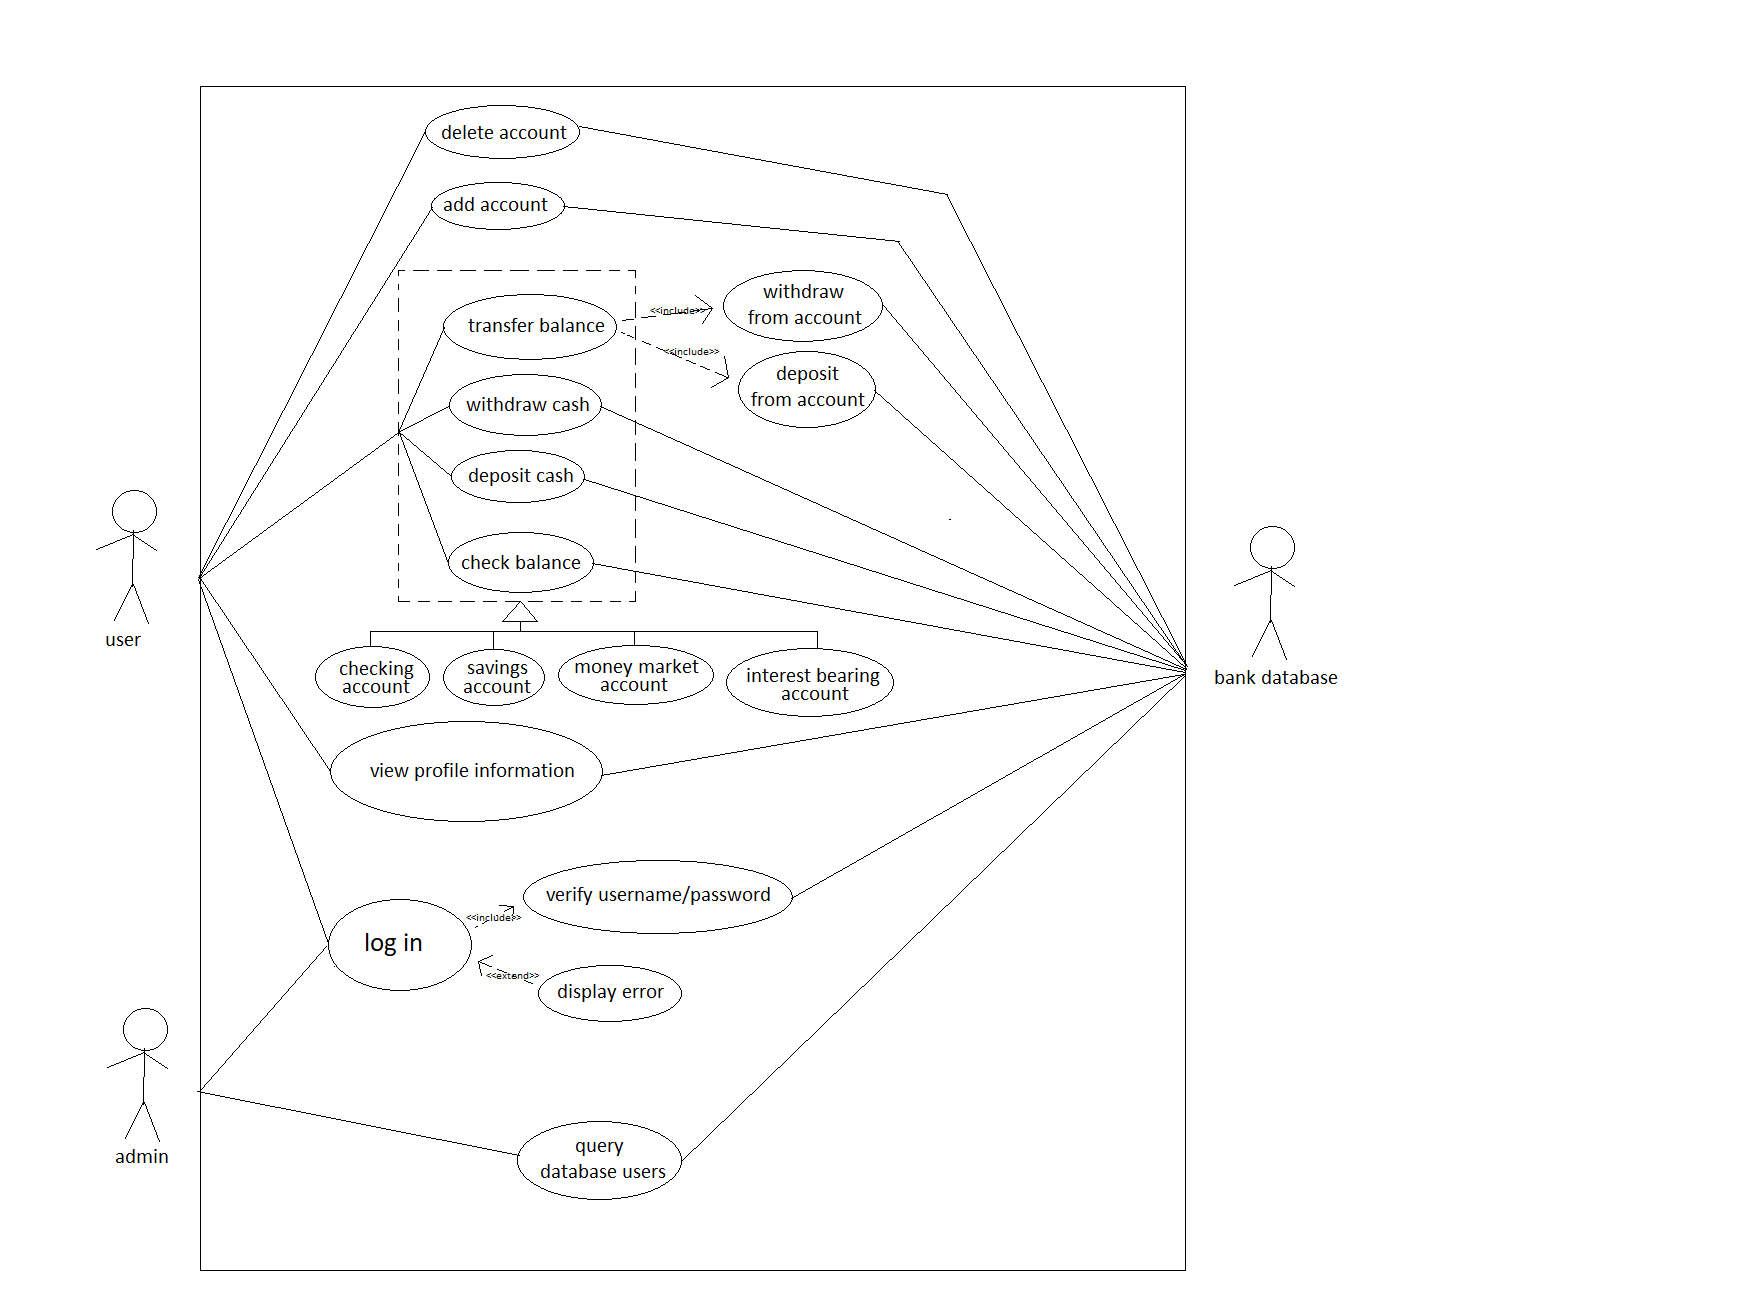 delete account
add account
transfer balance
<<include>>
withdraw
from account
<<include>>
deposit
from account
withdraw cash
deposit cash
check balance
user
bank database
checking
account
savings
account
money market
account
interest bearing
account
view profile information
log in
<<include>>
verify username/password
<<extend>>
display error
admin
query
database users